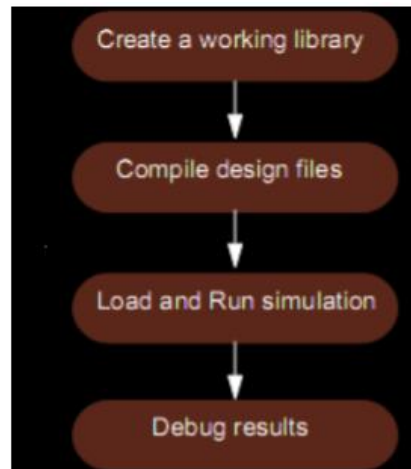 Create a working library
Compile design files
Load and Run simulation
Debug results